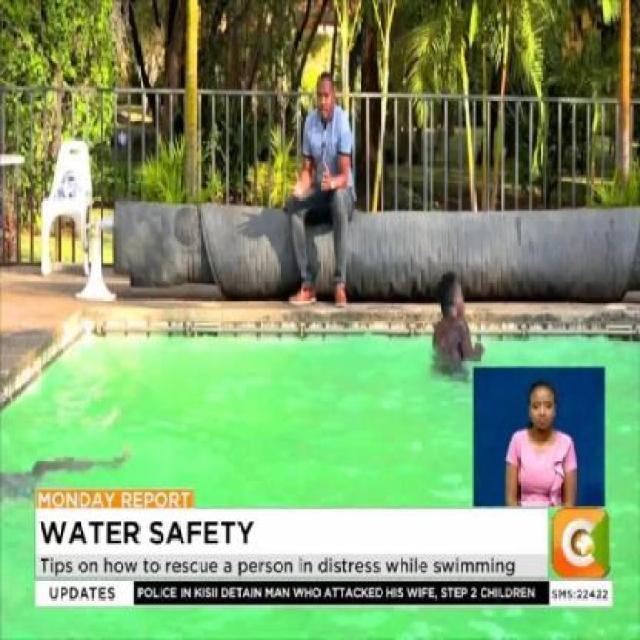 MONDAY REPORT
WATER SAFETY
Tips on how to rescue a person in distress while swimming
UPDATES POLICE IN KISII DETAIN MAN WHO ATTACKED HIS WIFE, STEP 2 CHILDREN SMS:22422